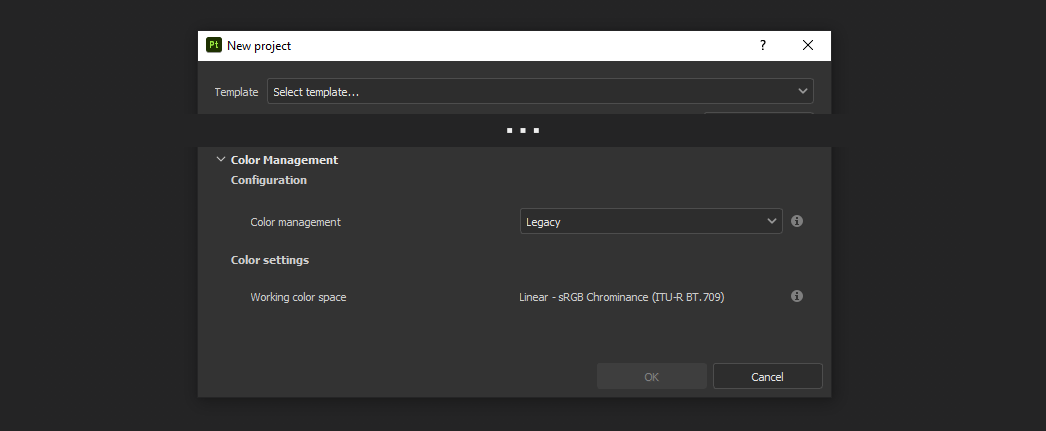 Pt New project ?
Template Select template...
...
Color Management
Configuration
Color management Legacy
Color settings
Working color space Linear - sRGB Chrominance (ITU-R BT.709)
OK Cancel